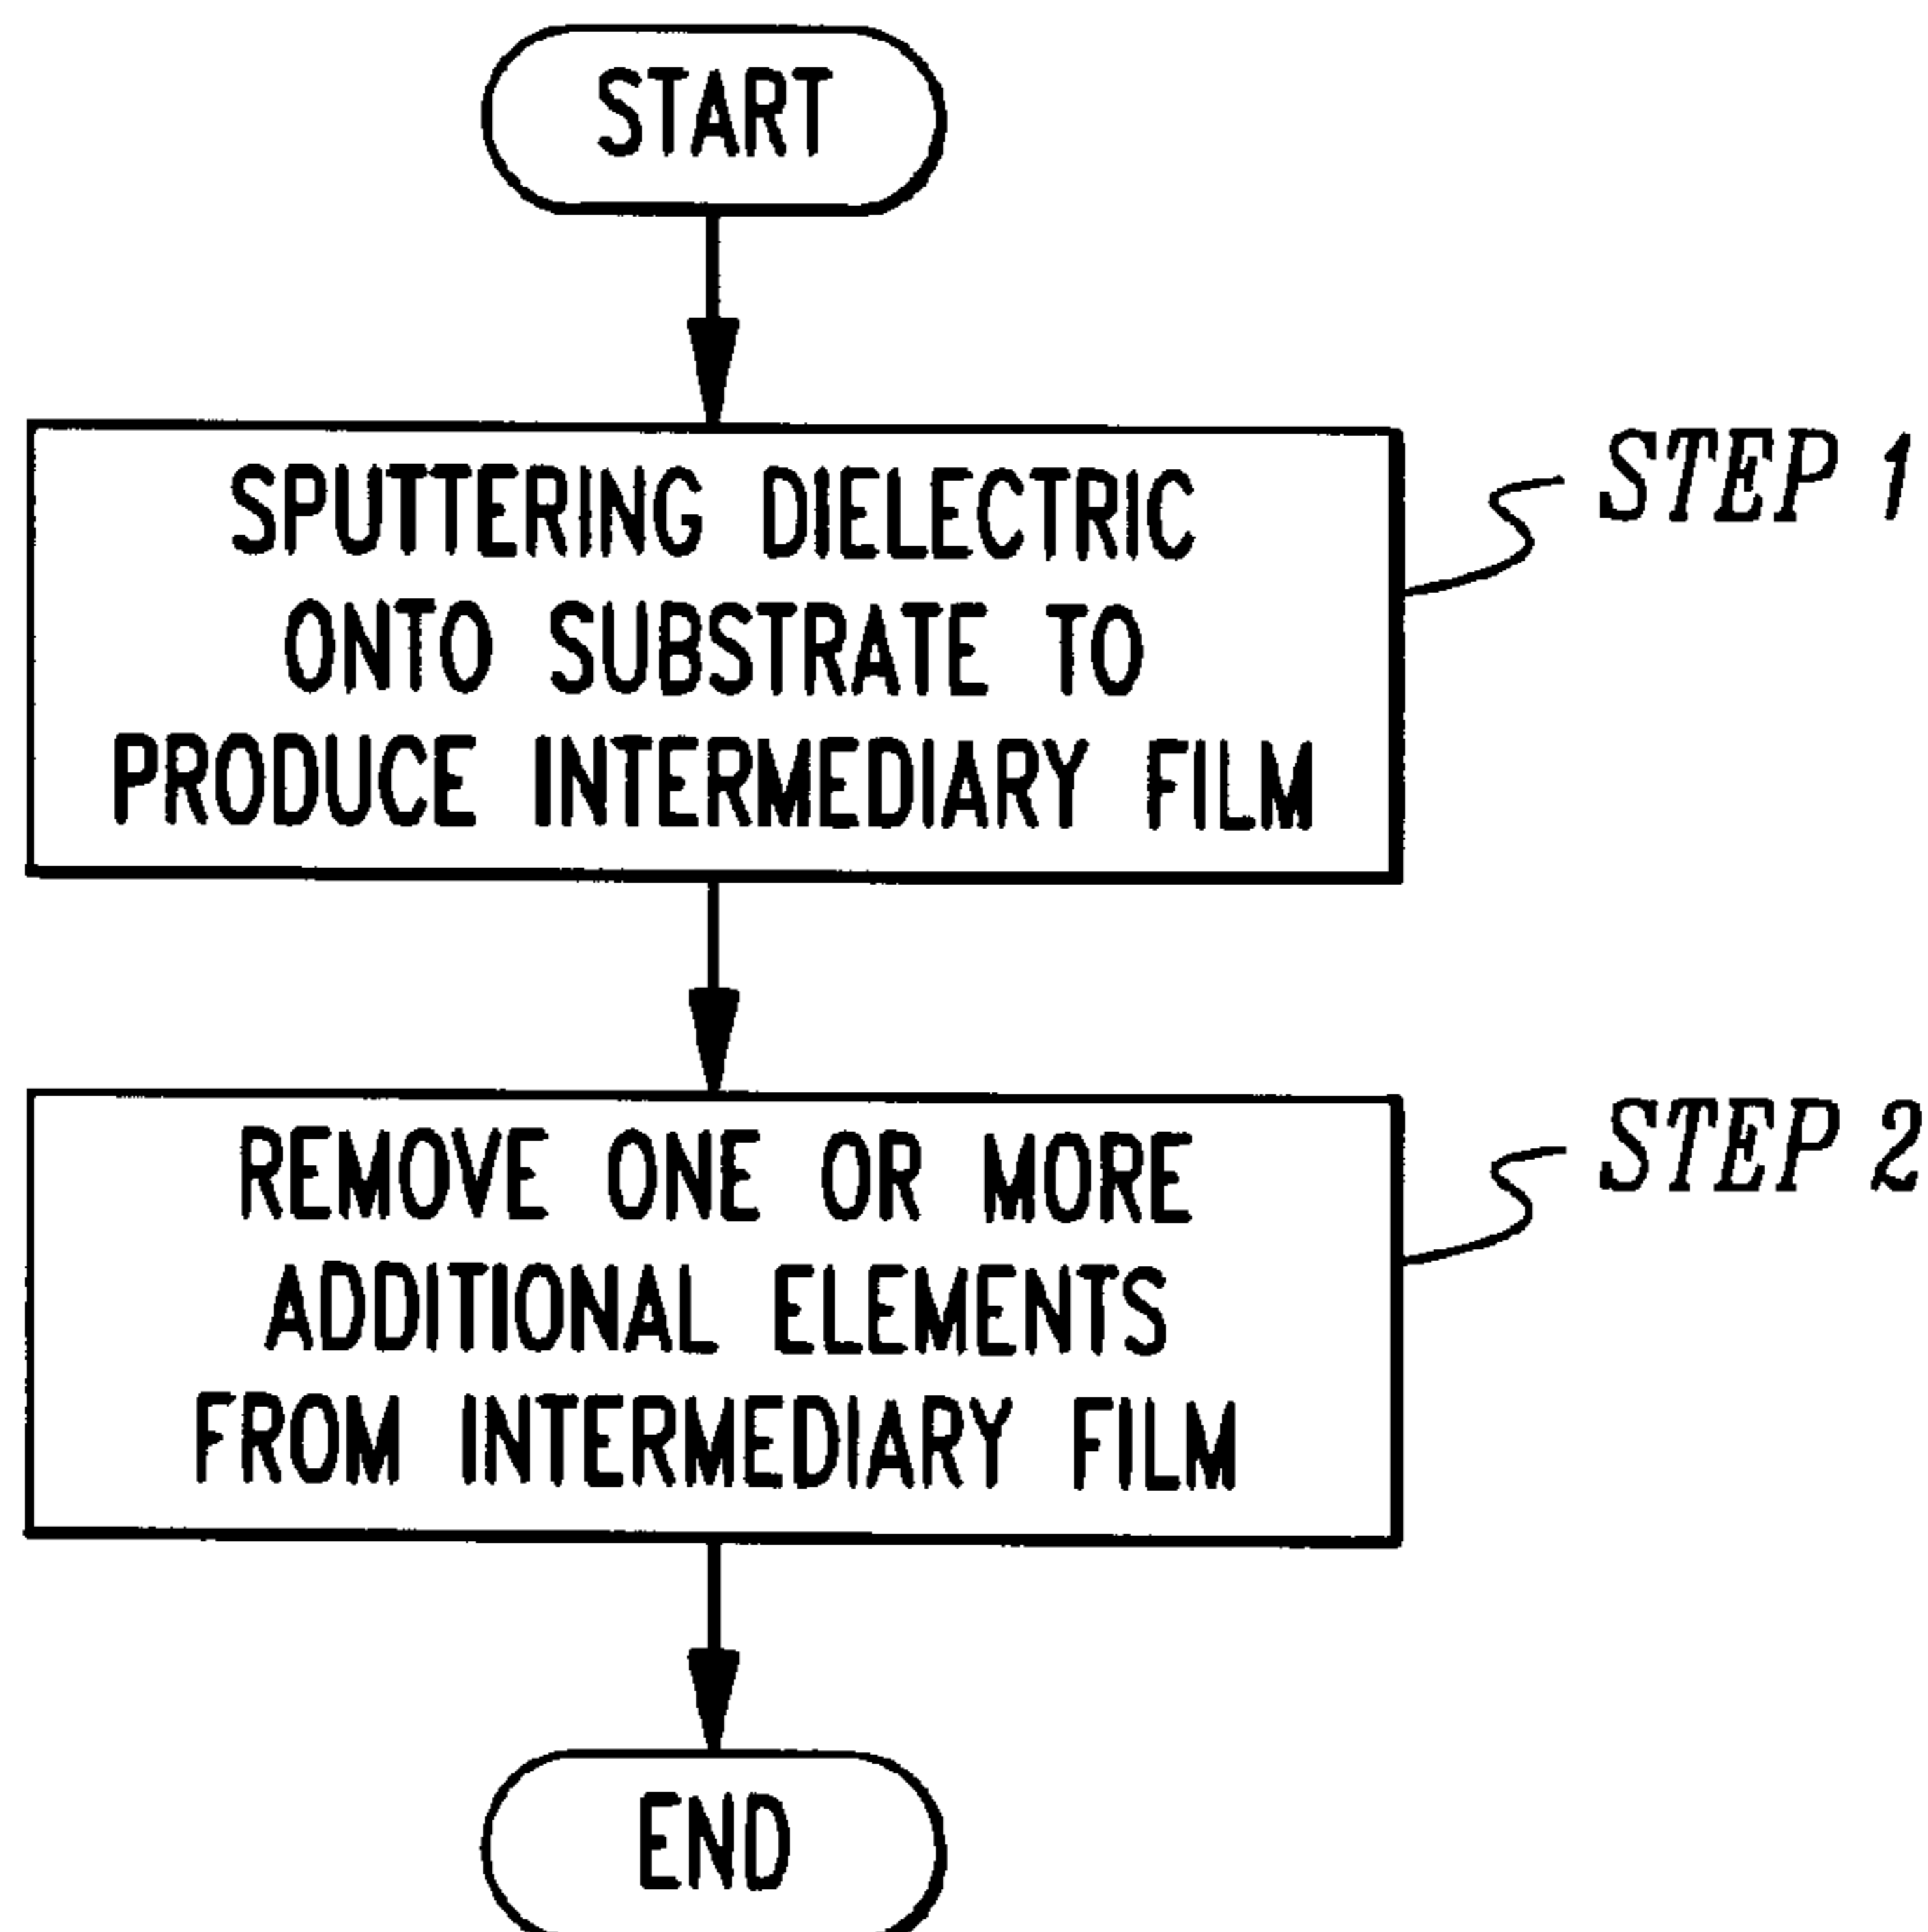 START
SPUTTERING DIELECTRIC
ONTO SUBSTRATE TO
PRODUCE INTERMEDIARY FILM
STEP 1
REMOVE ONE OR MORE
ADDITIONAL ELEMENTS
FROM INTERMEDIARY FILM
STEP 2
END